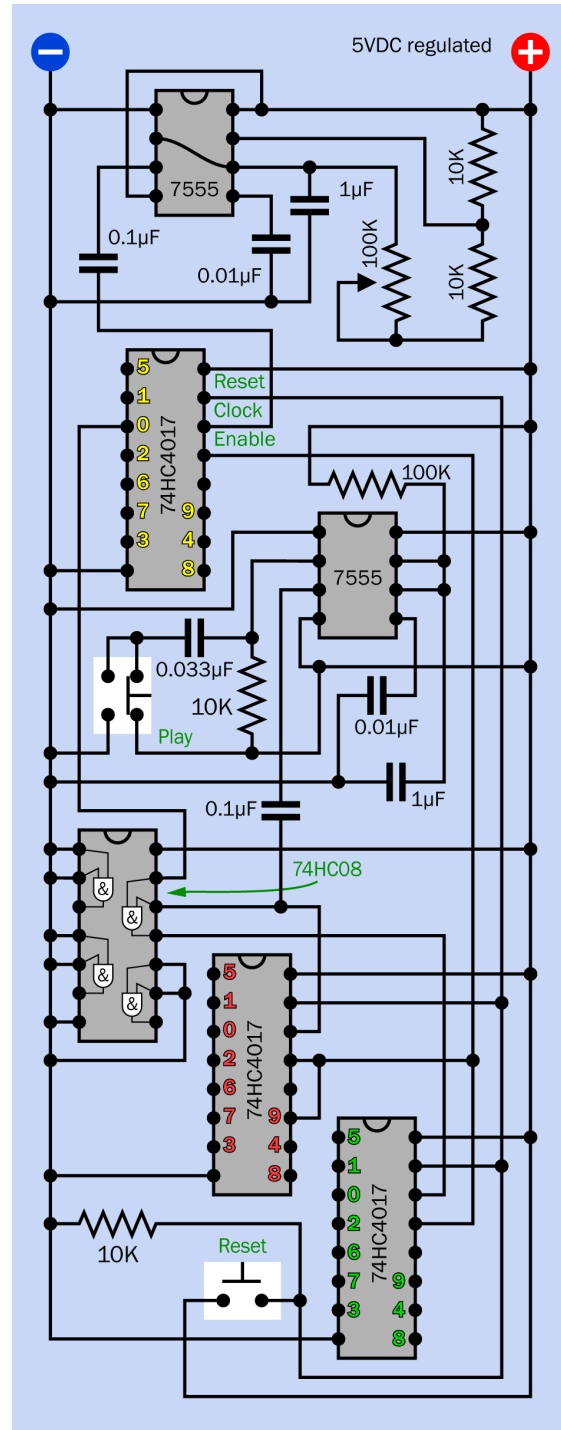 − 5VDC regulated +
7555
1µF
10K
0.1µF
0.01µF
100K
10K
5
1
0
2
6
7 9
3 4
8
74HC4017
Reset
Clock
Enable
100K
7555
0.033µF
10K
0.01µF
Play
0.1µF
1µF
74HC08
&
&
&
&
5
1
0
2
6
7 9
3 4
8
74HC4017
5
1
0
2
6
7 9
3 4
8
74HC4017
10K
Reset